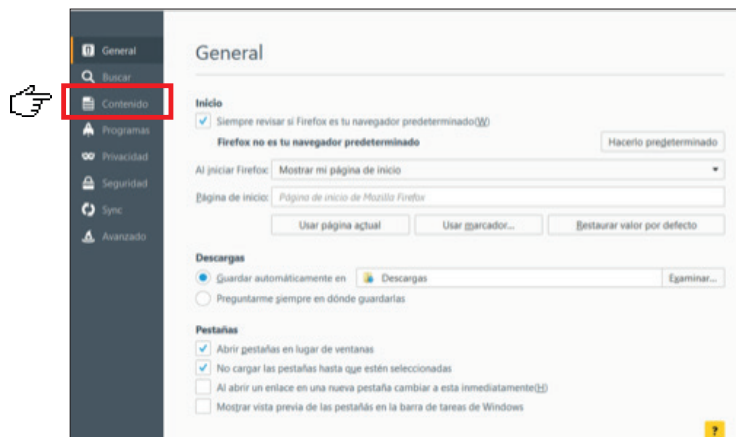 General
Buscar
Contenido
Programas
Privacidad
Seguridad
Sync
Avanzado
General
Inicio
Siempre revisar si Firefox es tu navegador predeterminado(W)
Firefox no es tu navegador predeterminado
Hacerlo predeterminado
Al iniciar Firefox: Mostrar mi página de inicio
Página de inicio: Página de inicio de Mozilla Firefox
Usar página actual Usar marcador... Restaurar valor por defecto
Descargas
Guardar automáticamente en Descargas Examinar...
Preguntarme siempre en dónde guardarlas
Pestañas
Abrir pestañas en lugar de ventanas
No cargar las pestañas hasta que estén seleccionadas
Al abrir un enlace en una nueva pestaña cambiar a esta inmediatamente(H)
Mostrar vista previa de las pestañas en la barra de tareas de Windows
?